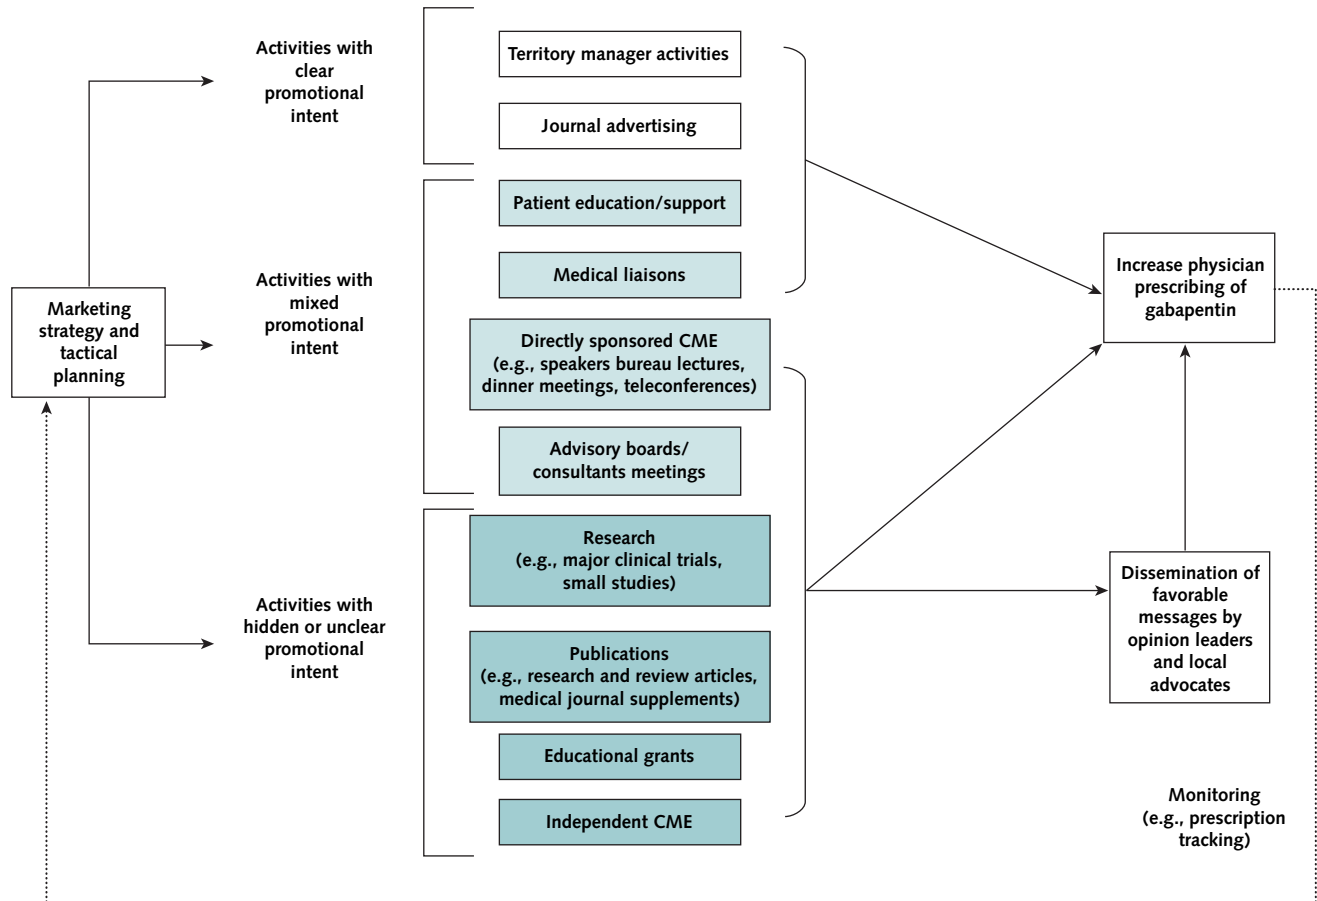 Marketing
strategy and
tactical
planning
Activities with
clear
promotional
intent
Activities with
mixed
promotional
intent
Activities with
hidden or unclear
promotional
intent
Territory manager activities
Journal advertising
Patient education/support
Medical liaisons
Directly sponsored CME
(e.g., speakers bureau lectures,
dinner meetings, teleconferences)
Advisory boards/
consultants meetings
Research
(e.g., major clinical trials,
small studies)
Publications
(e.g., research and review articles,
medical journal supplements)
Educational grants
Independent CME
Increase physician
prescribing of
gabapentin
Dissemination of
favorable
messages by
opinion leaders
and local
advocates
Monitoring
(e.g., prescription
tracking)